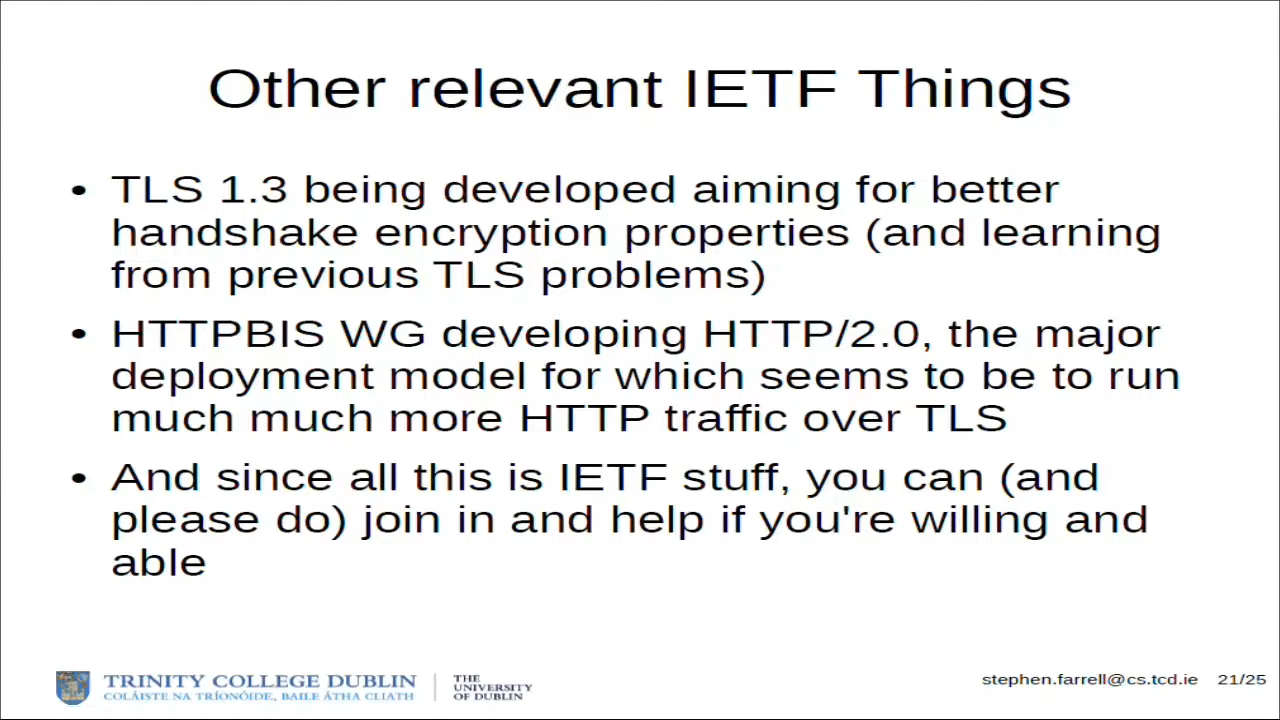 Other relevant IETF Things
• TLS 1.3 being developed aiming for better
handshake encryption properties (and learning
from previous TLS problems)
• HTTPBIS WG developing HTTP/2.0, the major
deployment model for which seems to be to run
much much more HTTP traffic over TLS
• And since all this is IETF stuff, you can (and
please do) join in and help if you're willing and
able
TRINITY COLLEGE DUBLIN
COLÁISTE NA TRÍONÓIDE, BAILE ÁTHA CLIATH
THE
UNIVERSITY
OF DUBLIN
stephen.farrell@cs.tcd.ie 21/25